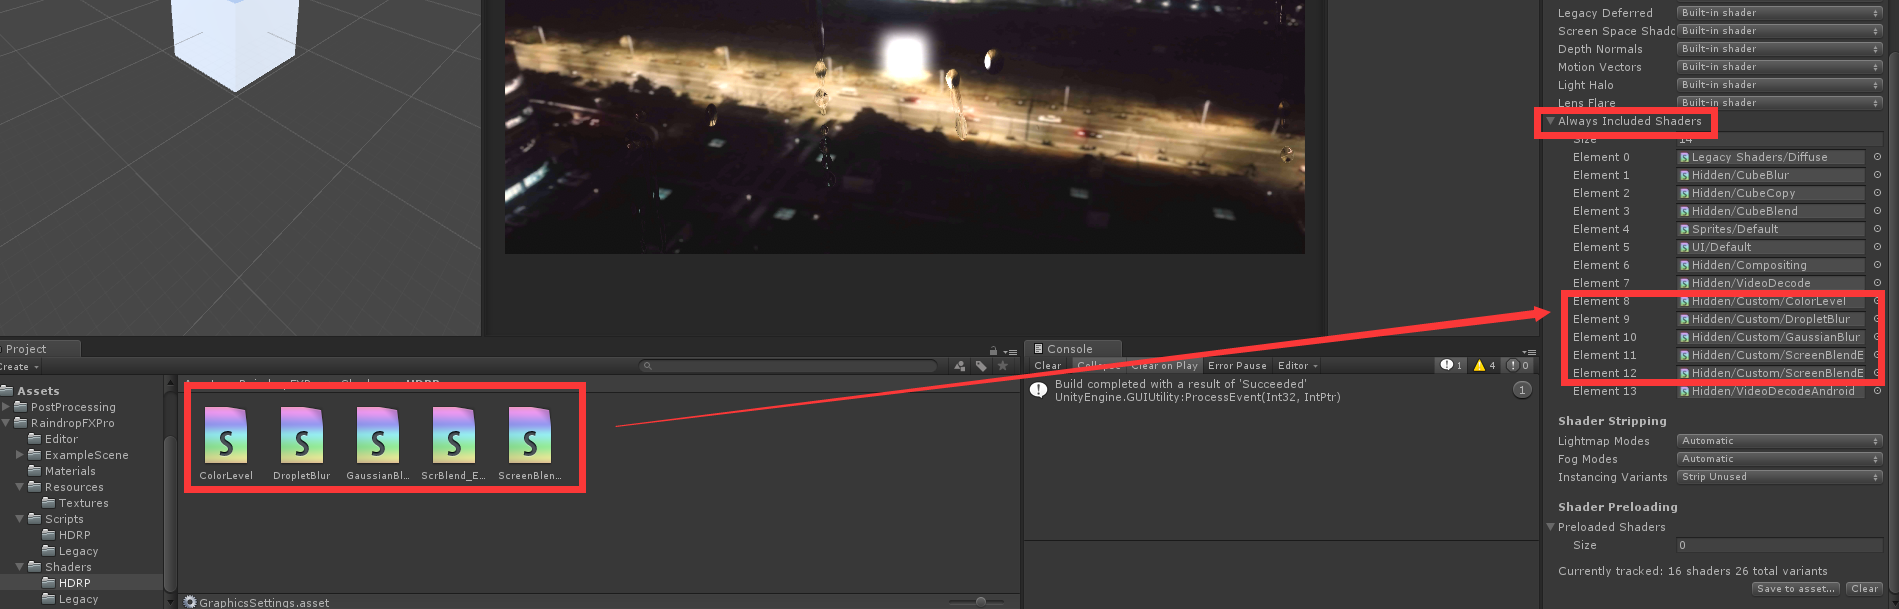 Legacy Deferred Built-in shader
Screen Space Shadc Built-in shader
Depth Normals Built-in shader
Motion Vectors Built-in shader
Light Halo Built-in shader
Lens Flare Built-in shader
Always Included Shaders
Size 14
Element 0 Legacy Shaders/Diffuse
Element 1 Hidden/CubeBlur
Element 2 Hidden/CubeCopy
Element 3 Hidden/CubeBlend
Element 4 Sprites/Default
Element 5 UI/Default
Element 6 Hidden/Compositing
Element 7 Hidden/VideoDecode
Element 8 Hidden/Custom/ColorLevel
Element 9 Hidden/Custom/DropletBlur
Element 10 Hidden/Custom/GaussianBlur
Element 11 Hidden/Custom/ScreenBlendE
Element 12 Hidden/Custom/ScreenBlendE
Element 13 Hidden/VideoDecodeAndroid
Shader Stripping
Lightmap Modes Automatic
Fog Modes Automatic
Instancing Variants Strip Unused
Shader Preloading
Preloaded Shaders
Size 0
Currently tracked: 16 shaders 26 total variants
Save to asset... Clear
Project
reate
Assets
PostProcessing
RaindropFXPro
Editor
ExampleScene
Materials
Resources
Textures
Scripts
HDRP
Legacy
Shaders
HDRP
Legacy
HDRP
ColorLevel DropletBlur GaussianBl... ScrBlend_E... ScreenBlen...
GraphicsSettings.asset
Console
Clear Collapse Clear on Play Error Pause Editor 1 4 0
Build completed with a result of 'Succeeded'
UnityEngine.GUIUtility:ProcessEvent(Int32, IntPtr)
1